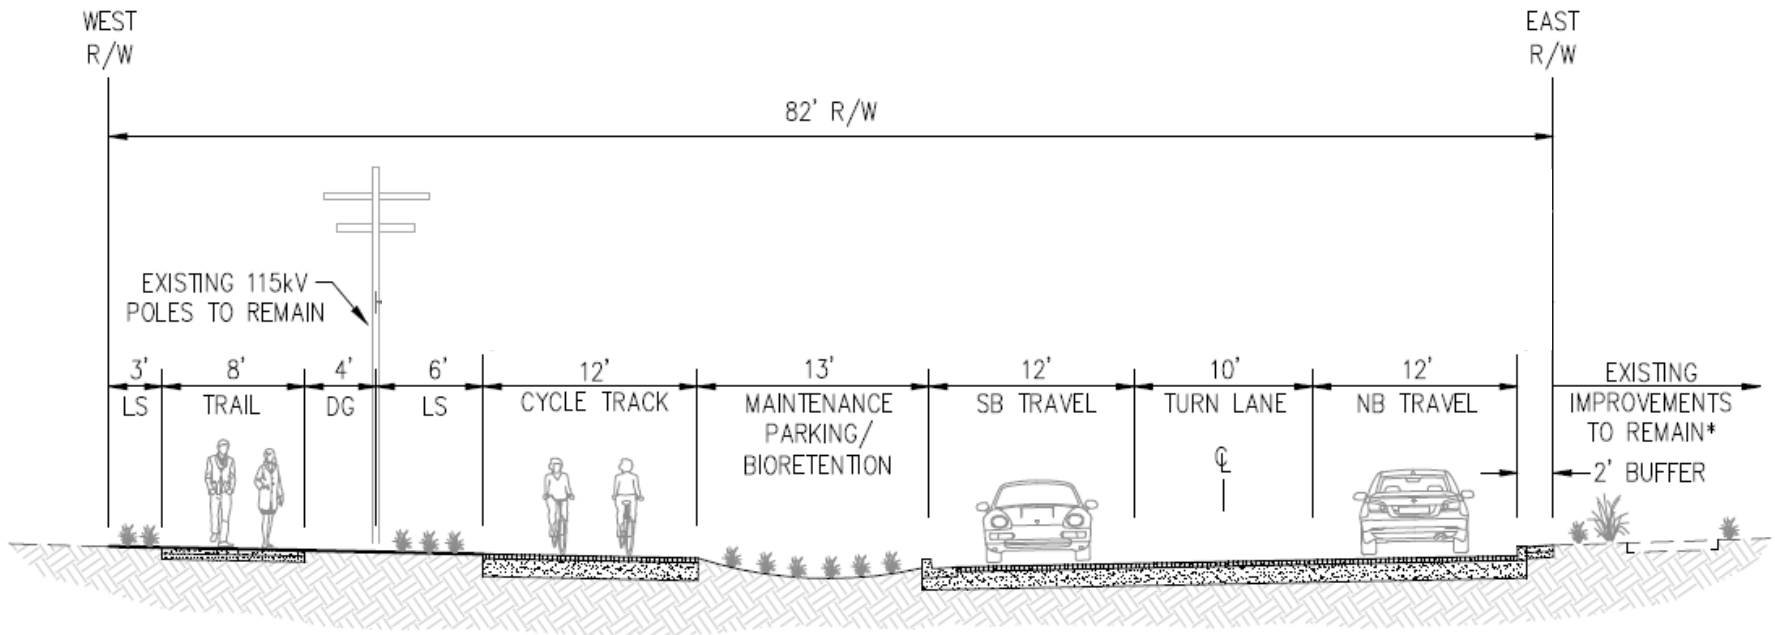 WEST
R/W
EAST
R/W
82' R/W
EXISTING 115kV
POLES TO REMAIN
3'
LS
8'
TRAIL
4'
DG
6'
LS
12'
CYCLE TRACK
13'
MAINTENANCE
PARKING/
BIORETENTION
12'
SB TRAVEL
10'
TURN LANE
℄
12'
NB TRAVEL
EXISTING
IMPROVEMENTS
TO REMAIN*
2' BUFFER